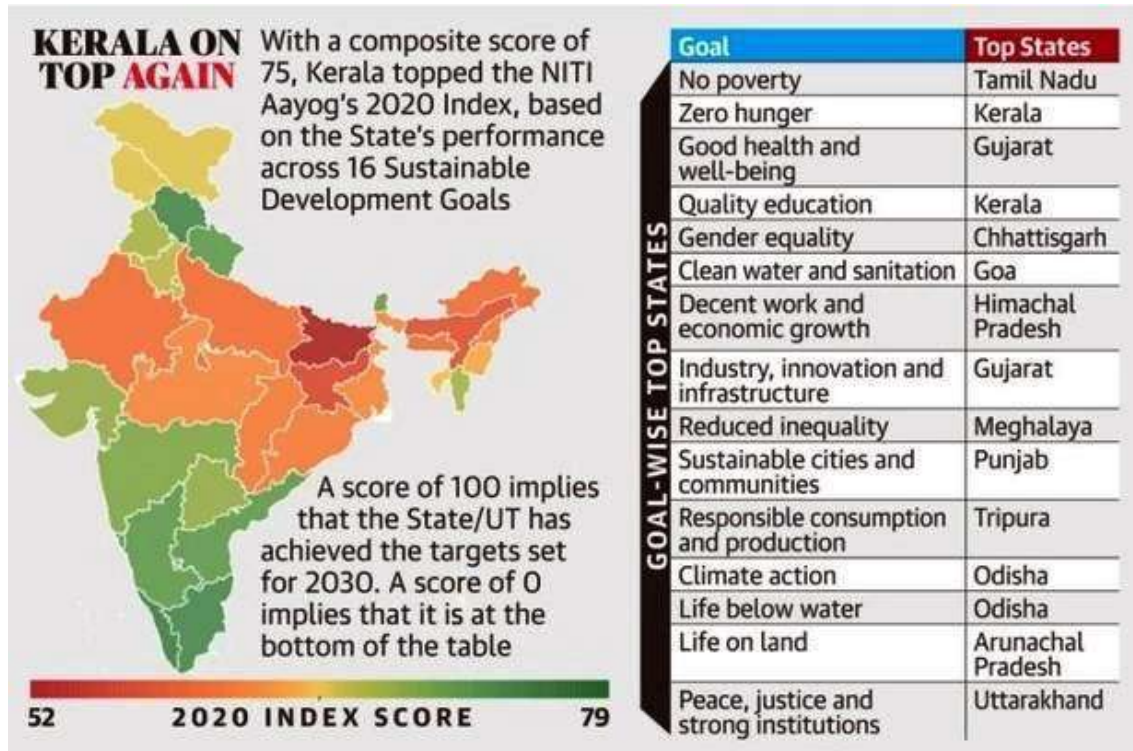 KERALA ON
TOP AGAIN
With a composite score of
75, Kerala topped the NITI
Aayog's 2020 Index, based
on the State's performance
across 16 Sustainable
Development Goals
A score of 100 implies
that the State/UT has
achieved the targets set
for 2030. A score of 0
implies that it is at the
bottom of the table
52 2020 INDEX SCORE 79
GOAL-WISE TOP STATES
Goal Top States
No poverty Tamil Nadu
Zero hunger Kerala
Good health and Gujarat
well-being
Quality education Kerala
Gender equality Chhattisgarh
Clean water and sanitation Goa
Decent work and Himachal
economic growth Pradesh
Industry, innovation and Gujarat
infrastructure
Reduced inequality Meghalaya
Sustainable cities and Punjab
communities
Responsible consumption Tripura
and production
Climate action Odisha
Life below water Odisha
Life on land Arunachal
Pradesh
Peace, justice and Uttarakhand
strong institutions